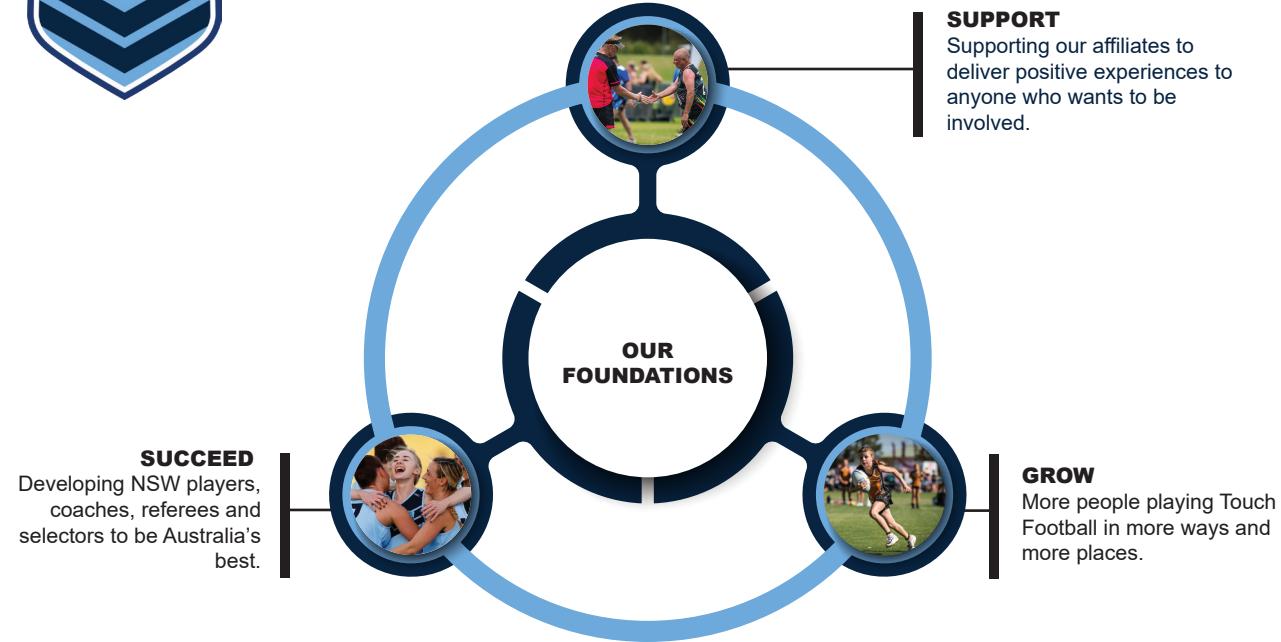 SUPPORT
Supporting our affiliates to
deliver positive experiences to
anyone who wants to be
involved.
OUR
FOUNDATIONS
SUCCEED
Developing NSW players,
coaches, referees and
selectors to be Australia’s
best.
GROW
More people playing Touch
Football in more ways and
more places.